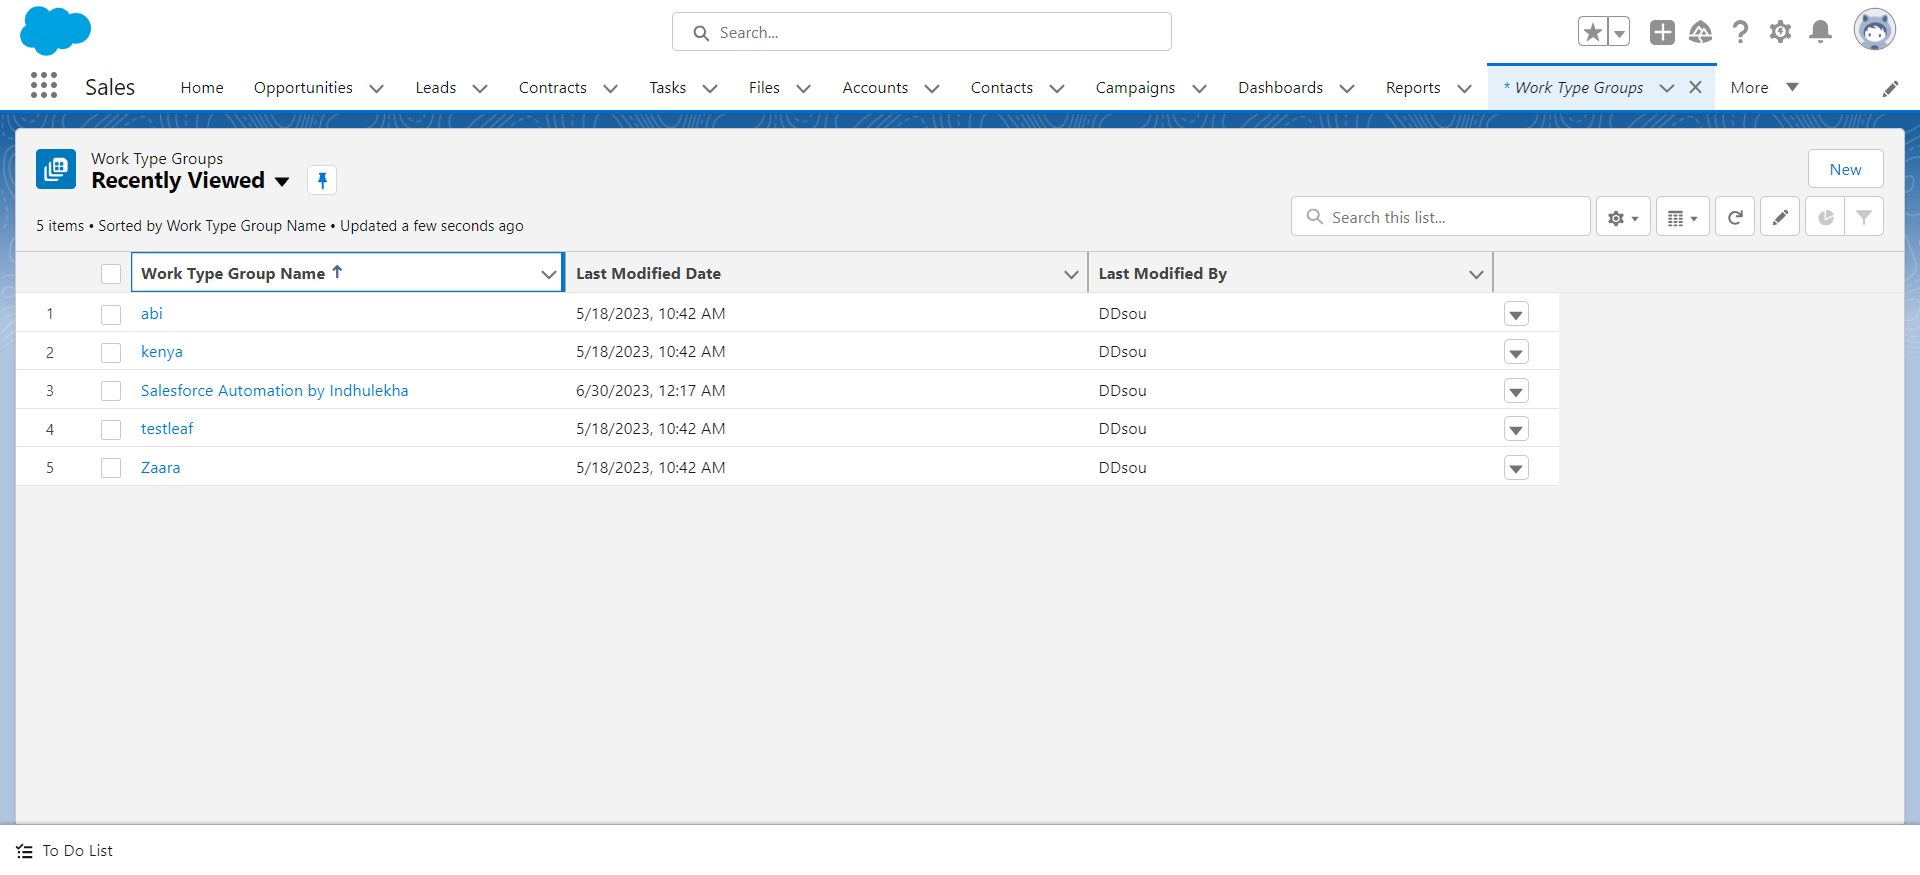 Search...
Sales Home Opportunities Leads Contracts Tasks Files Accounts Contacts Campaigns Dashboards Reports * Work Type Groups More
Work Type Groups
Recently Viewed
New
5 items • Sorted by Work Type Group Name • Updated a few seconds ago
Search this list...
Work Type Group Name Last Modified Date Last Modified By
1 abi 5/18/2023, 10:42 AM DDsou
2 kenya 5/18/2023, 10:42 AM DDsou
3 Salesforce Automation by Indhulekha 6/30/2023, 12:17 AM DDsou
4 testleaf 5/18/2023, 10:42 AM DDsou
5 Zaara 5/18/2023, 10:42 AM DDsou
To Do List